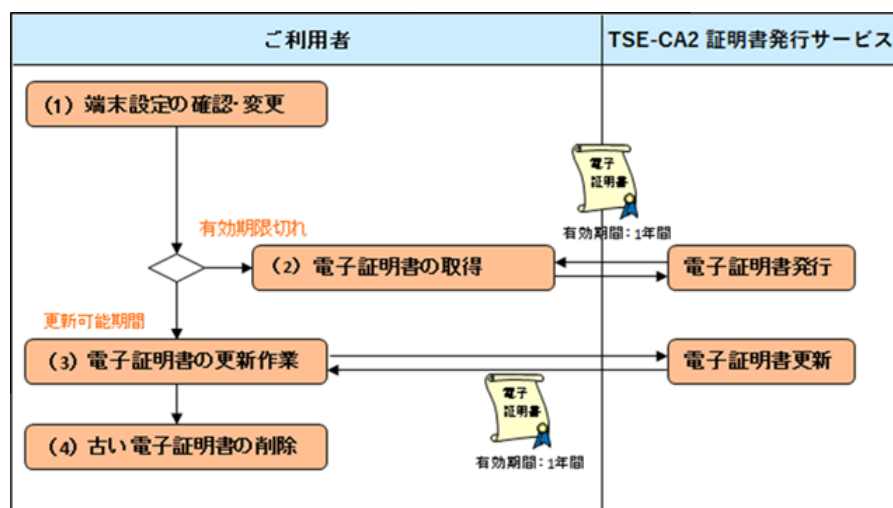 ご利用者
TSE-CA2 証明書発行サービス
(1) 端末設定の確認・変更
電子
証明書
有効期間：1年間
有効期限切れ
(2) 電子証明書の取得
電子証明書発行
更新可能期間
(3) 電子証明書の更新作業
電子証明書更新
電子
証明書
有効期間：1年間
(4) 古い電子証明書の削除